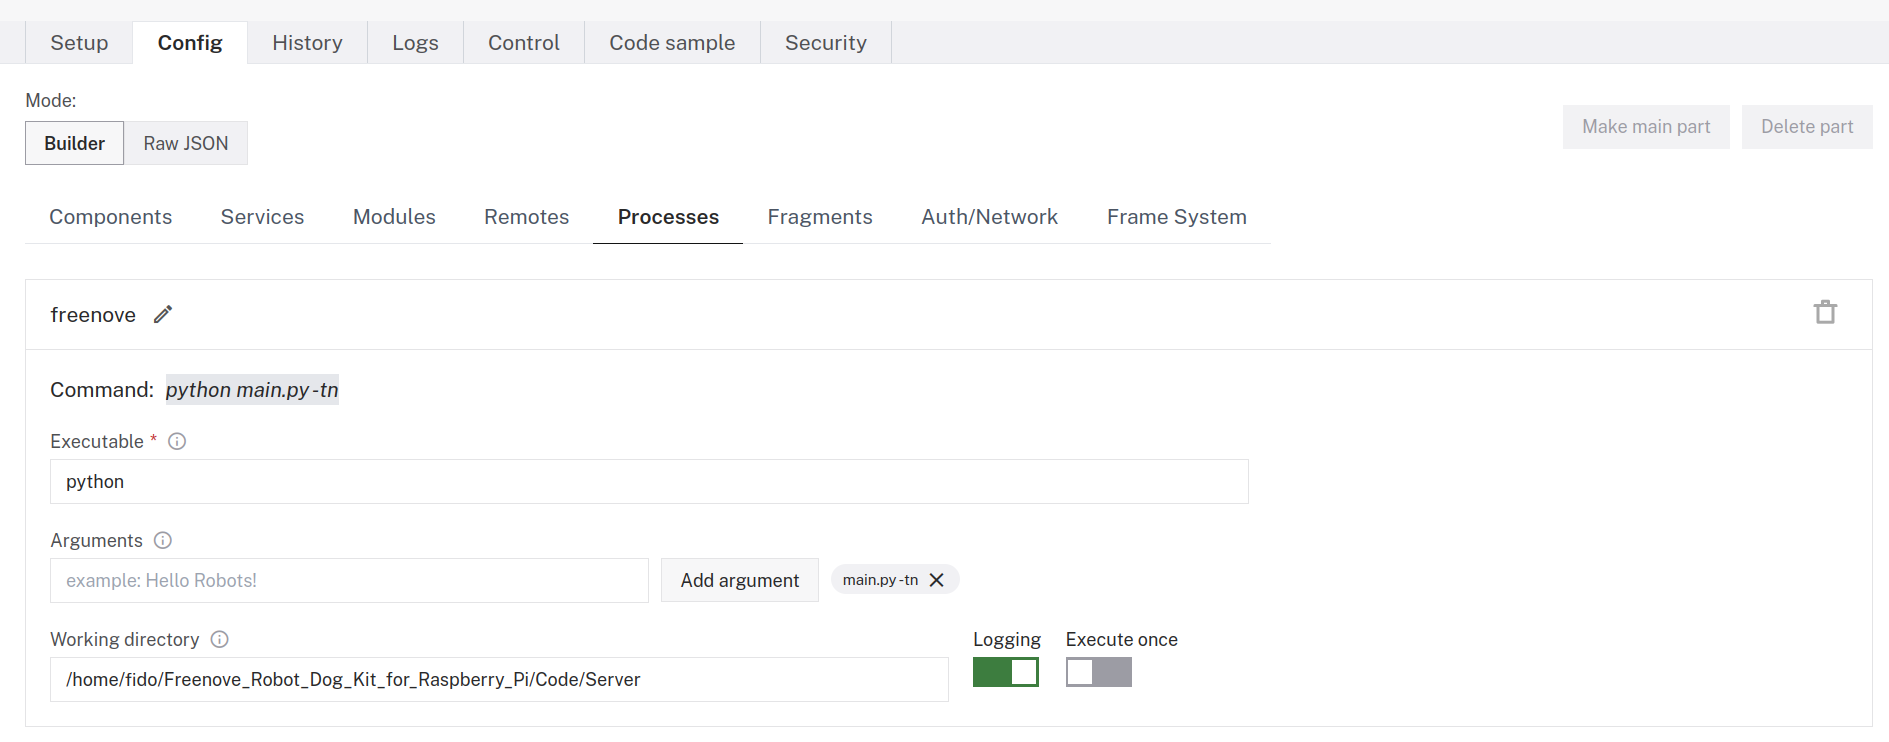 Setup Config History Logs Control Code sample Security
Mode:
Builder Raw JSON Make main part Delete part
Components Services Modules Remotes Processes Fragments Auth/Network Frame System
freenove
Command: python main.py -tn
Executable *
python
Arguments
example: Hello Robots! Add argument main.py -tn
Working directory Logging Execute once
/home/fido/Freenove_Robot_Dog_Kit_for_Raspberry_Pi/Code/Server